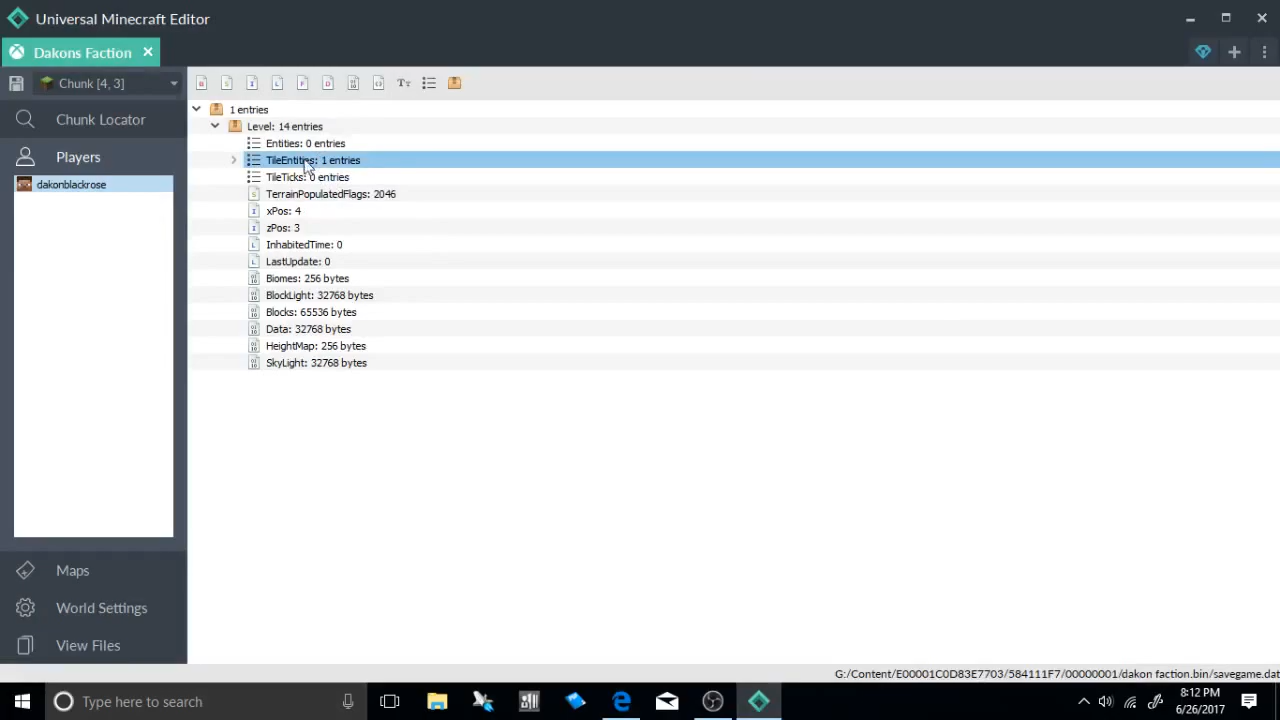 Universal Minecraft Editor
Dakons Faction
Chunk [4, 3]
Chunk Locator
Players
dakonblackrose
Maps
World Settings
View Files
1 entries
Level: 14 entries
Entities: 0 entries
TileEntities: 1 entries
TileTicks: 0 entries
TerrainPopulatedFlags: 2046
xPos: 4
zPos: 3
InhabitedTime: 0
LastUpdate: 0
Biomes: 256 bytes
BlockLight: 32768 bytes
Blocks: 65536 bytes
Data: 32768 bytes
HeightMap: 256 bytes
SkyLight: 32768 bytes
G:/Content/E00001C0D83E7703/584111F7/00000001/dakon faction.bin/savegame.dat
Type here to search
8:12 PM
6/26/2017